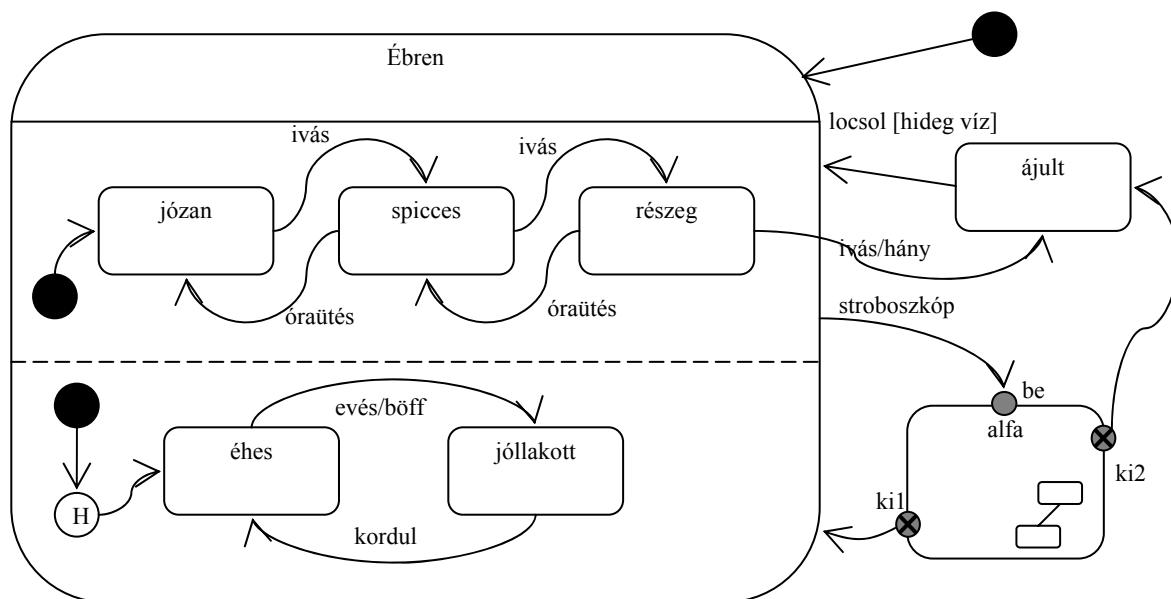 Ébren
locsol [hideg víz]
ivás
ivás
ájult
józan
spicces
részeg
ivás/hány
óraütés
óraütés
stroboszkóp
be
evés/böff
alfa
éhes
jóllakott
ki2
ki1
H
kordul